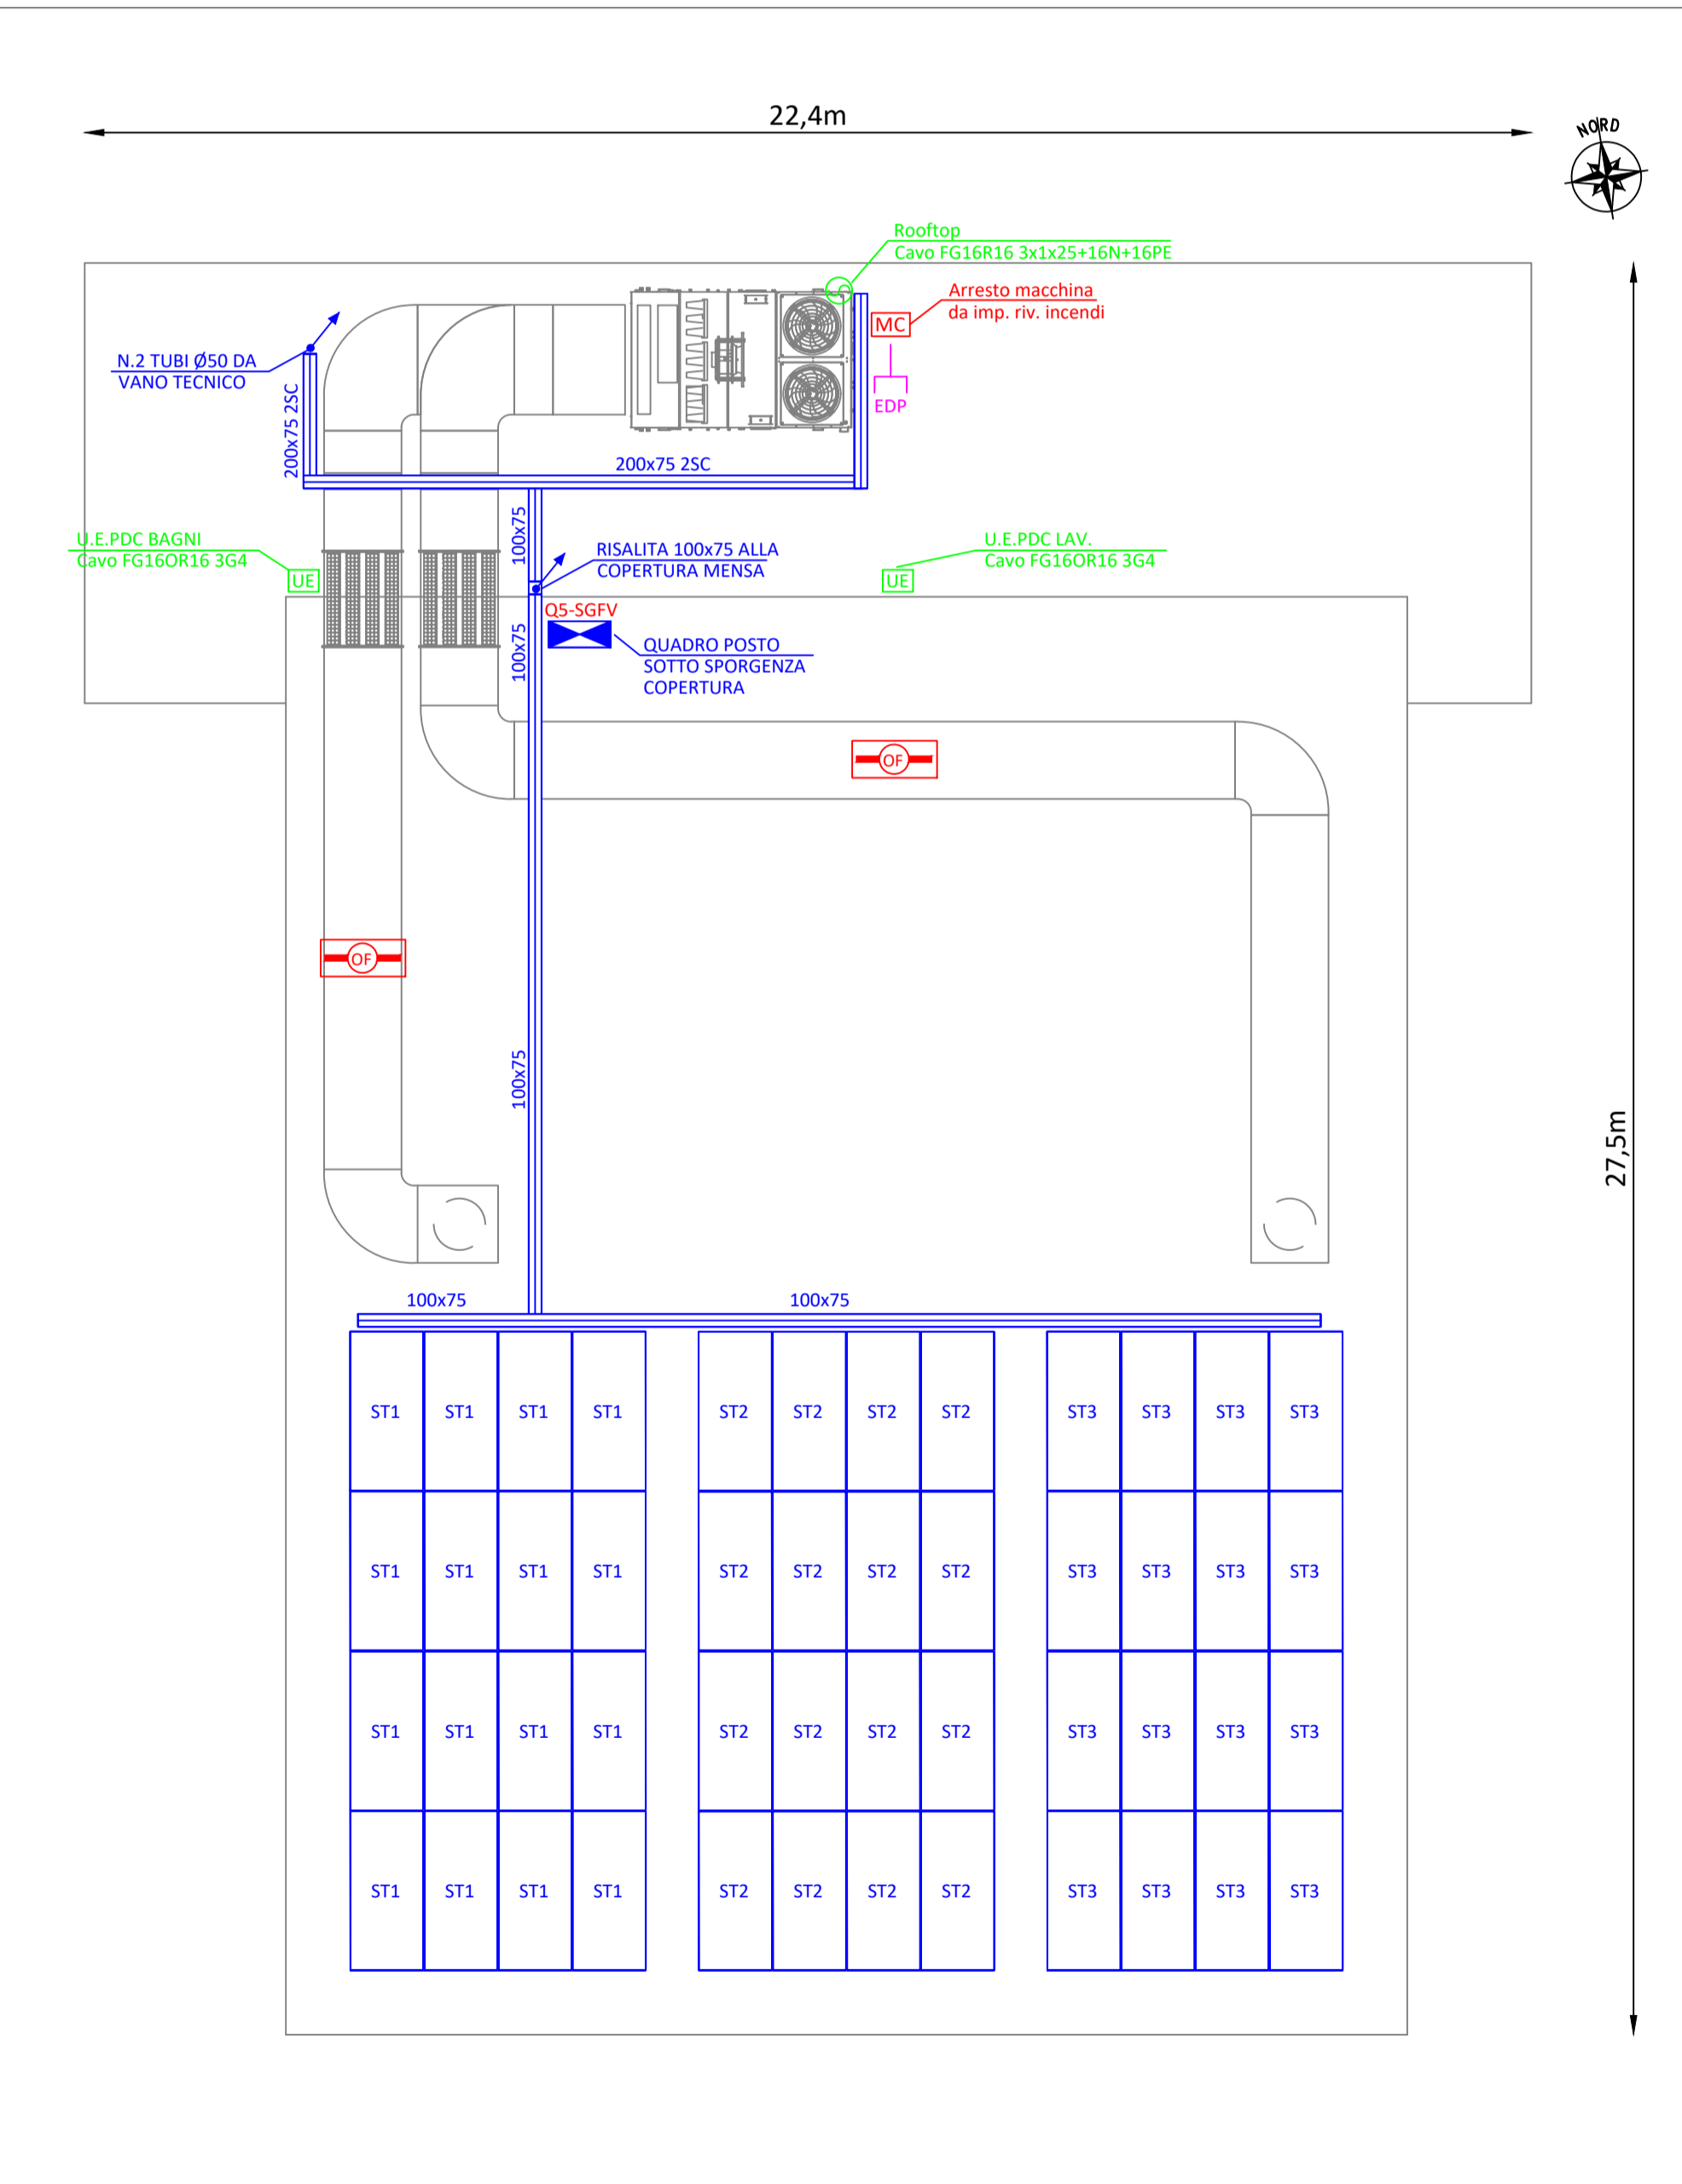 22,4m
NORD
Rooftop
Cavo FG16R16 3x1x25+16N+16PE
Arresto macchina
da imp. riv. incendi
MC
EDP
N.2 TUBI Ø50 DA
VANO TECNICO
200x75 2SC
200x75 2SC
U.E.PDC BAGNI
Cavo FG16OR16 3G4
UE
100x75
RISALITA 100x75 ALLA
COPERTURA MENSA
U.E.PDC LAV.
Cavo FG16OR16 3G4
UE
Q5-SGFV
100x75
QUADRO POSTO
SOTTO SPORGENZA
COPERTURA
OF
OF
100x75
27,5m
100x75 100x75
ST1 ST1 ST1 ST1 ST2 ST2 ST2 ST2 ST3 ST3 ST3 ST3
ST1 ST1 ST1 ST1 ST2 ST2 ST2 ST2 ST3 ST3 ST3 ST3
ST1 ST1 ST1 ST1 ST2 ST2 ST2 ST2 ST3 ST3 ST3 ST3
ST1 ST1 ST1 ST1 ST2 ST2 ST2 ST2 ST3 ST3 ST3 ST3